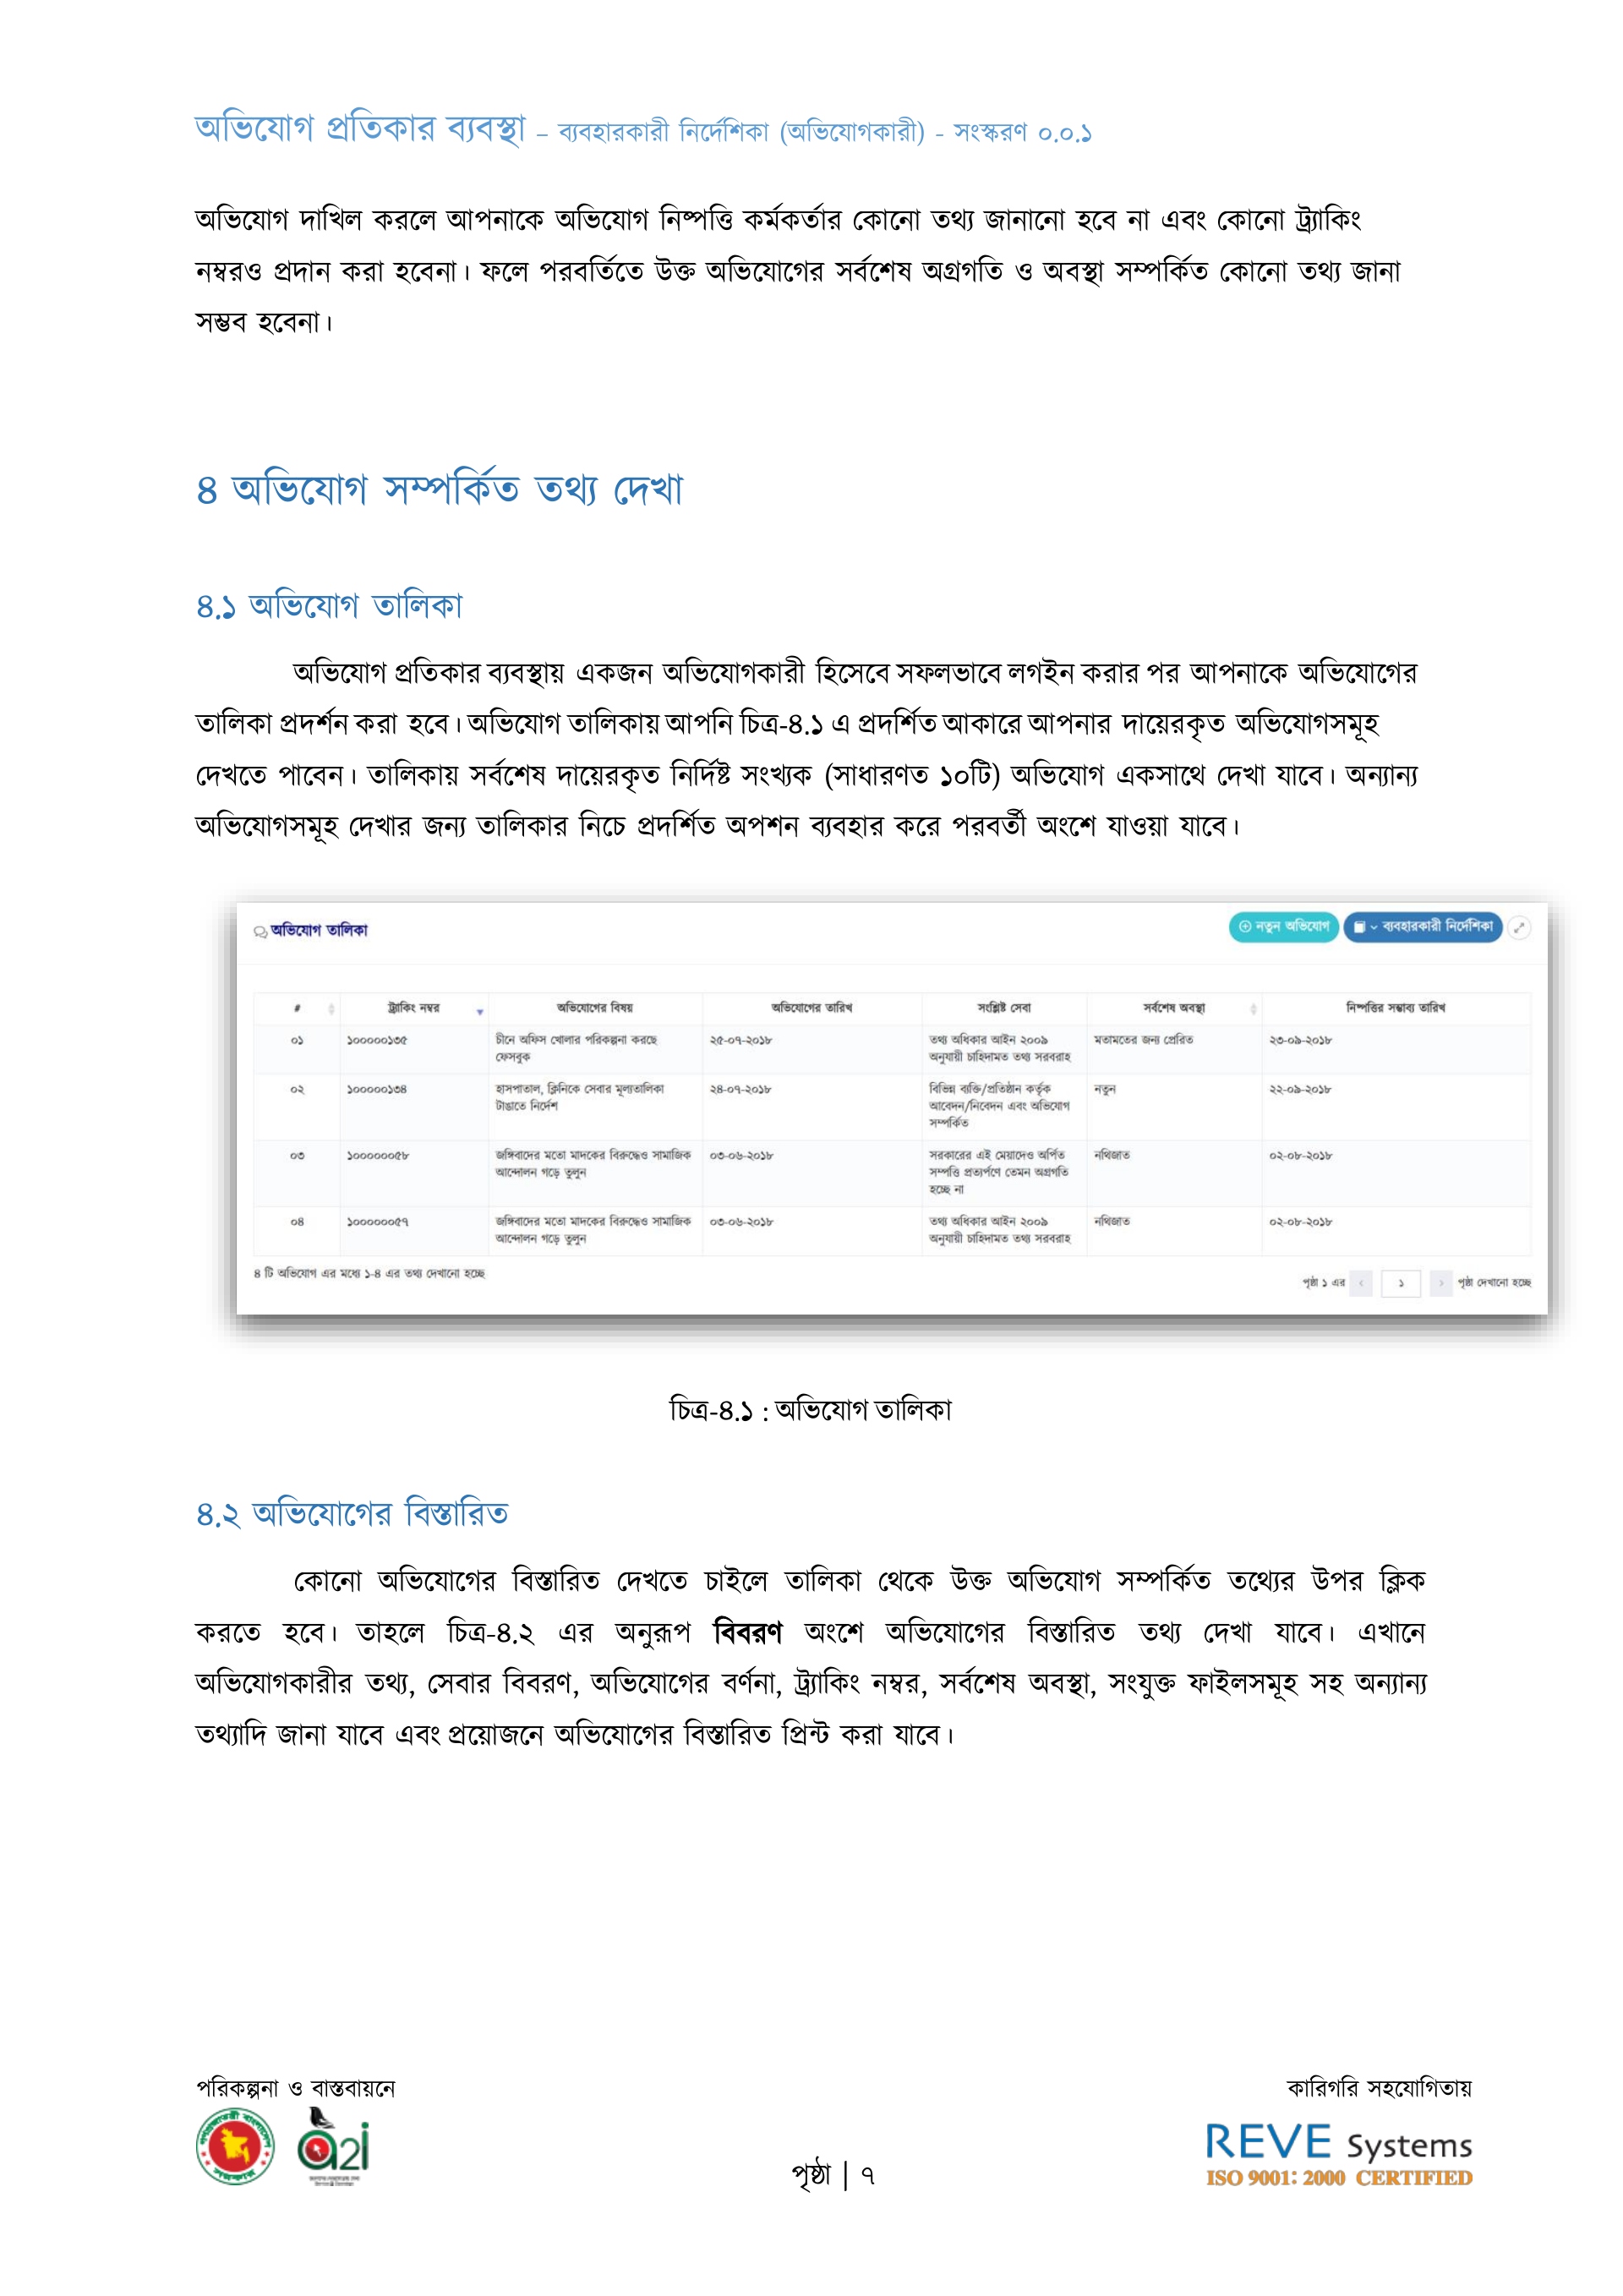 অভিযোগ প্রতিকার ব্যবস্থা – ব্যবহারকারী নির্দেশিকা (অভিযোগকারী) - সংস্করণ ০.০.১
অভিযোগ দাখিল করলে আপনাকে অভিযোগ নিষ্পত্তি কর্মকর্তার কোনো তথ্য জানানো হবে না এবং কোনো ট্র্যাকিং
নম্বরও প্রদান করা হবেনা। ফলে পরবর্তিতে উক্ত অভিযোগের সর্বশেষ অগ্রগতি ও অবস্থা সম্পর্কিত কোনো তথ্য জানা
সম্ভব হবেনা।
৪ অভিযোগ সম্পর্কিত তথ্য দেখা
৪.১ অভিযোগ তালিকা
অভিযোগ প্রতিকার ব্যবস্থায় একজন অভিযোগকারী হিসেবে সফলভাবে লগইন করার পর আপনাকে অভিযোগের
তালিকা প্রদর্শন করা হবে। অভিযোগ তালিকায় আপনি চিত্র-৪.১ এ প্রদর্শিত আকারে আপনার দায়েরকৃত অভিযোগসমূহ
দেখতে পাবেন। তালিকায় সর্বশেষ দায়েরকৃত নির্দিষ্ট সংখ্যক (সাধারণত ১০টি) অভিযোগ একসাথে দেখা যাবে। অন্যান্য
অভিযোগসমূহ দেখার জন্য তালিকার নিচে প্রদর্শিত অপশন ব্যবহার করে পরবর্তী অংশে যাওয়া যাবে।
অভিযোগ তালিকা নতুন অভিযোগ ব্যবহারকারী নির্দেশিকা
# ট্র্যাকিং নম্বর অভিযোগের বিষয় অভিযোগের তারিখ সংশ্লিষ্ট সেবা সর্বশেষ অবস্থা নিষ্পত্তির সম্ভাব্য তারিখ
০১ ১০০০০০১৩৫ চীনে অফিস খোলার পরিকল্পনা করছে ২৫-০৭-২০১৮ তথ্য অধিকার আইন ২০০৯ মতামতের জন্য প্রেরিত ২৩-০৯-২০১৮
ফেসবুক অনুযায়ী চাহিদামত তথ্য সরবরাহ
০২ ১০০০০০১৩৪ হাসপাতাল, ক্লিনিকে সেবার মূল্যতালিকা ২৪-০৭-২০১৮ বিভিন্ন ব্যক্তি/প্রতিষ্ঠান কর্তৃক নতুন ২২-০৯-২০১৮
টাঙাতে নির্দেশ আবেদন/নিবেদন এবং অভিযোগ
সম্পর্কিত
০৩ ১০০০০০০৫৮ জঙ্গিবাদের মতো মাদকের বিরুদ্ধেও সামাজিক ০৩-০৬-২০১৮ সরকারের এই মেয়াদেও অর্পিত নথিজাত ০২-০৮-২০১৮
আন্দোলন গড়ে তুলুন সম্পত্তি প্রত্যর্পণে তেমন অগ্রগতি
হচ্ছে না
০৪ ১০০০০০০৫৭ জঙ্গিবাদের মতো মাদকের বিরুদ্ধেও সামাজিক ০৩-০৬-২০১৮ তথ্য অধিকার আইন ২০০৯ নথিজাত ০২-০৮-২০১৮
আন্দোলন গড়ে তুলুন অনুযায়ী চাহিদামত তথ্য সরবরাহ
৪ টি অভিযোগ এর মধ্যে ১-৪ এর তথ্য দেখানো হচ্ছে
পৃষ্ঠা ১ এর ‹ ১ › পৃষ্ঠা দেখানো হচ্ছে
চিত্র-৪.১ : অভিযোগ তালিকা
৪.২ অভিযোগের বিস্তারিত
কোনো অভিযোগের বিস্তারিত দেখতে চাইলে তালিকা থেকে উক্ত অভিযোগ সম্পর্কিত তথ্যের উপর ক্লিক
করতে হবে। তাহলে চিত্র-৪.২ এর অনুরূপ বিবরণ অংশে অভিযোগের বিস্তারিত তথ্য দেখা যাবে। এখানে
অভিযোগকারীর তথ্য, সেবার বিবরণ, অভিযোগের বর্ণনা, ট্র্যাকিং নম্বর, সর্বশেষ অবস্থা, সংযুক্ত ফাইলসমূহ সহ অন্যান্য
তথ্যাদি জানা যাবে এবং প্রয়োজনে অভিযোগের বিস্তারিত প্রিন্ট করা যাবে।
পরিকল্পনা ও বাস্তবায়নে কারিগরি সহযোগিতায়
a2i
REVE Systems
ISO 9001: 2000 CERTIFIED
পৃষ্ঠা | ৭